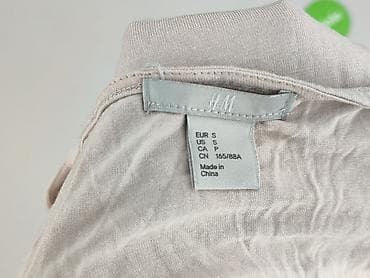 H&M
EUR S
US S
CA P
CN 165/88A
Made in
China